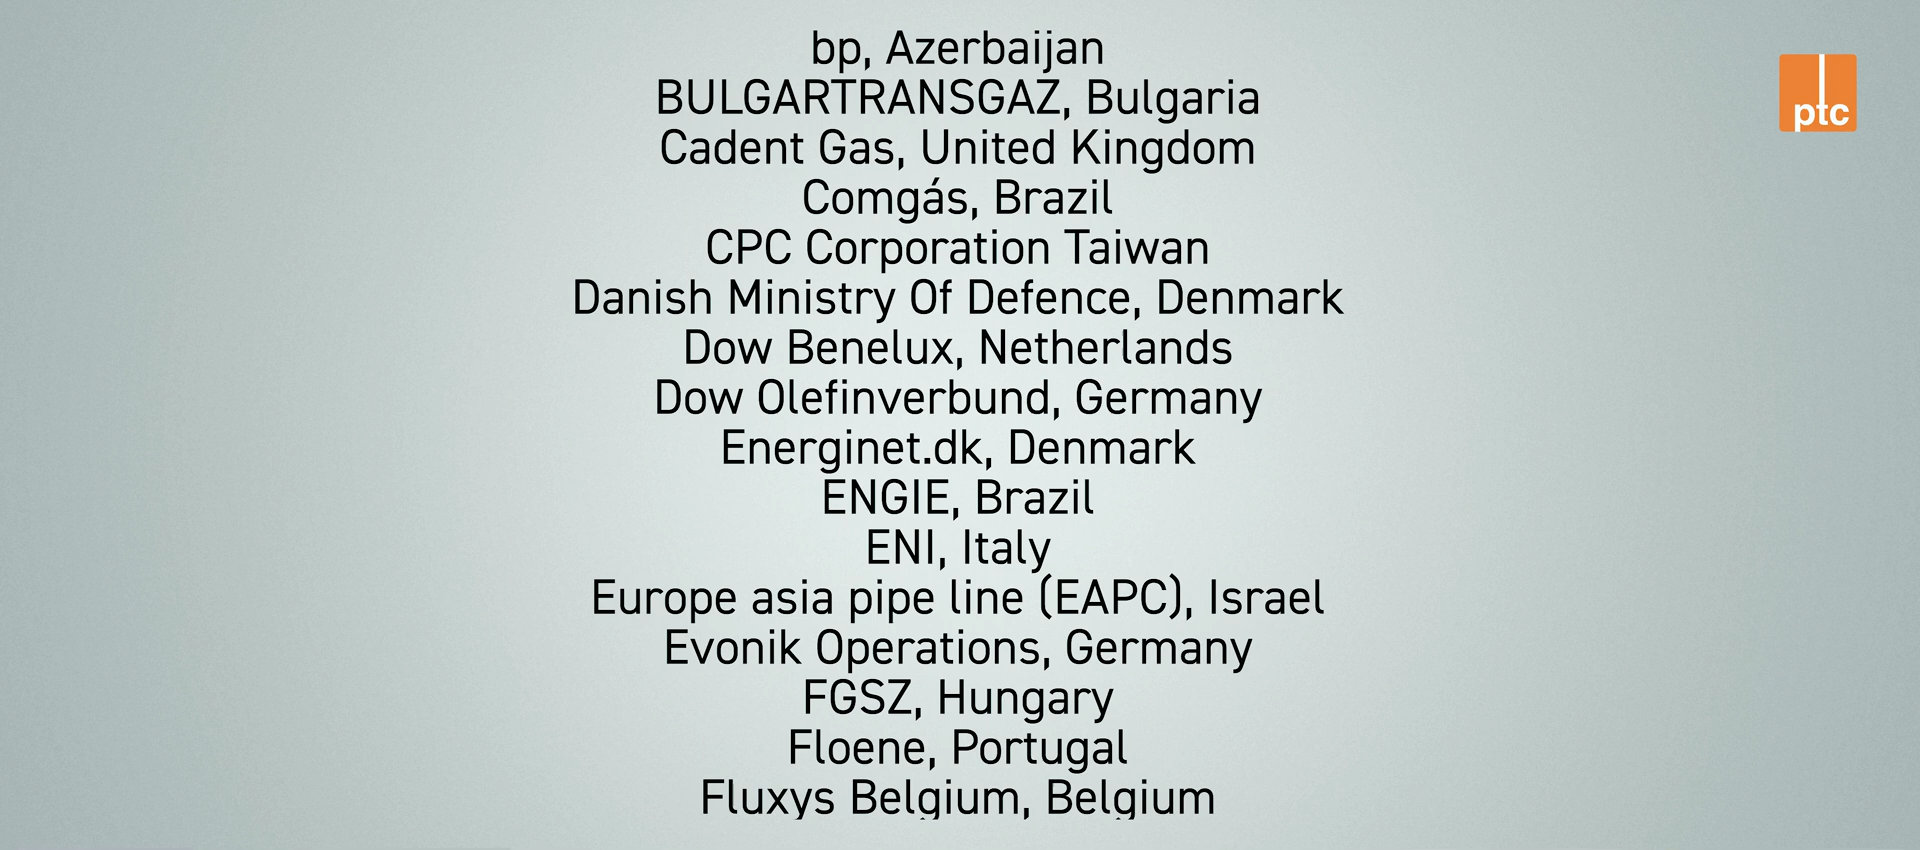 bp, Azerbaijan
BULGARTRANSGAZ, Bulgaria
Cadent Gas, United Kingdom
Comgás, Brazil
CPC Corporation Taiwan
Danish Ministry Of Defence, Denmark
Dow Benelux, Netherlands
Dow Olefinverbund, Germany
Energinet.dk, Denmark
ENGIE, Brazil
ENI, Italy
Europe asia pipe line (EAPC), Israel
Evonik Operations, Germany
FGSZ, Hungary
Floene, Portugal
Fluxys Belgium, Belgium
ptc